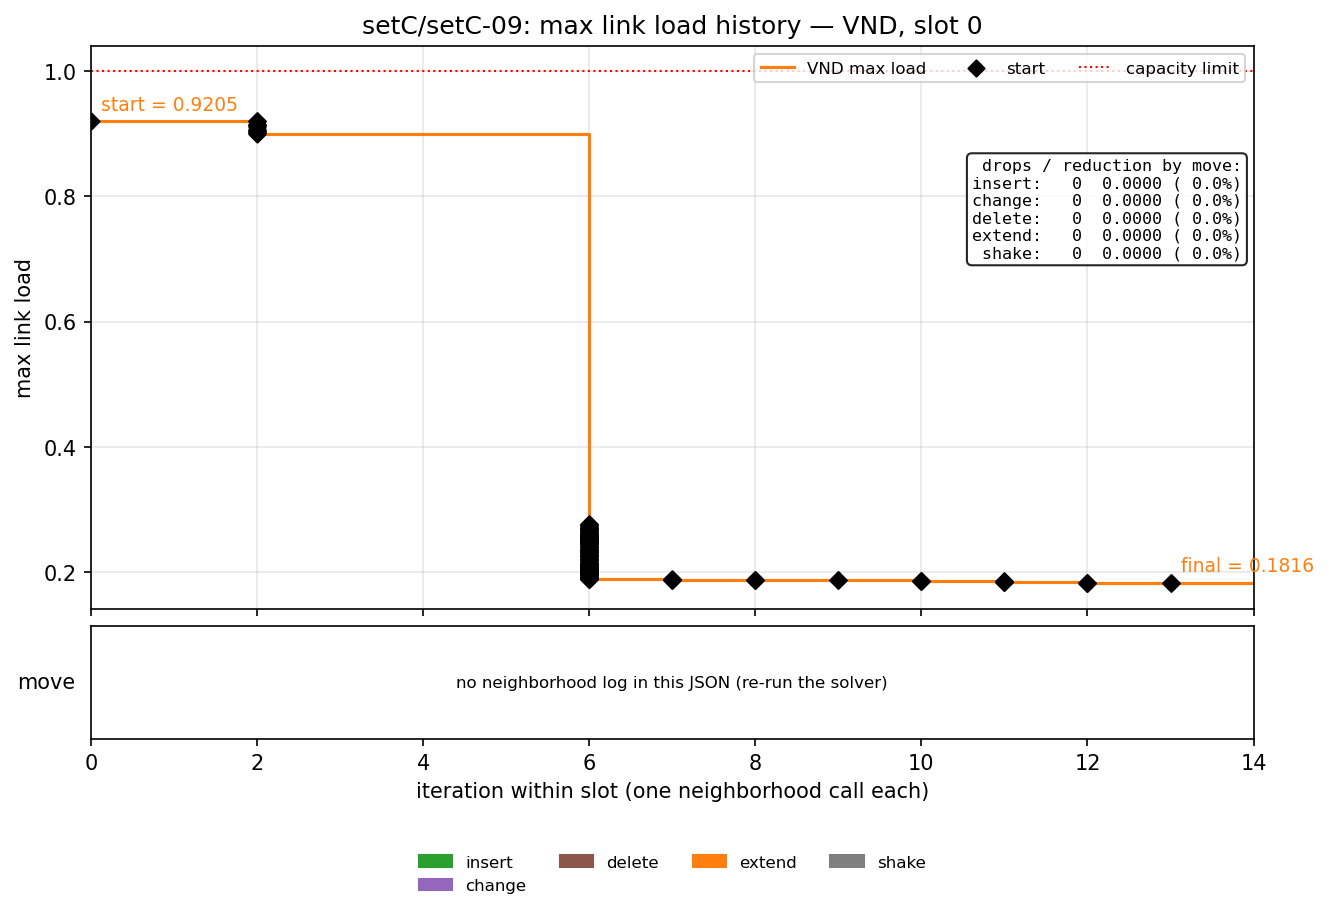 setC/setC-09: max link load history — VND, slot 0
VND max load start capacity limit
1.0
start = 0.9205
drops / reduction by move:
insert: 0 0.0000 ( 0.0%)
change: 0 0.0000 ( 0.0%)
delete: 0 0.0000 ( 0.0%)
extend: 0 0.0000 ( 0.0%)
shake: 0 0.0000 ( 0.0%)
0.8
max link load
0.6
0.4
final = 0.1816
0.2
move
no neighborhood log in this JSON (re-run the solver)
0 2 4 6 8 10 12 14
iteration within slot (one neighborhood call each)
insert delete extend shake
change